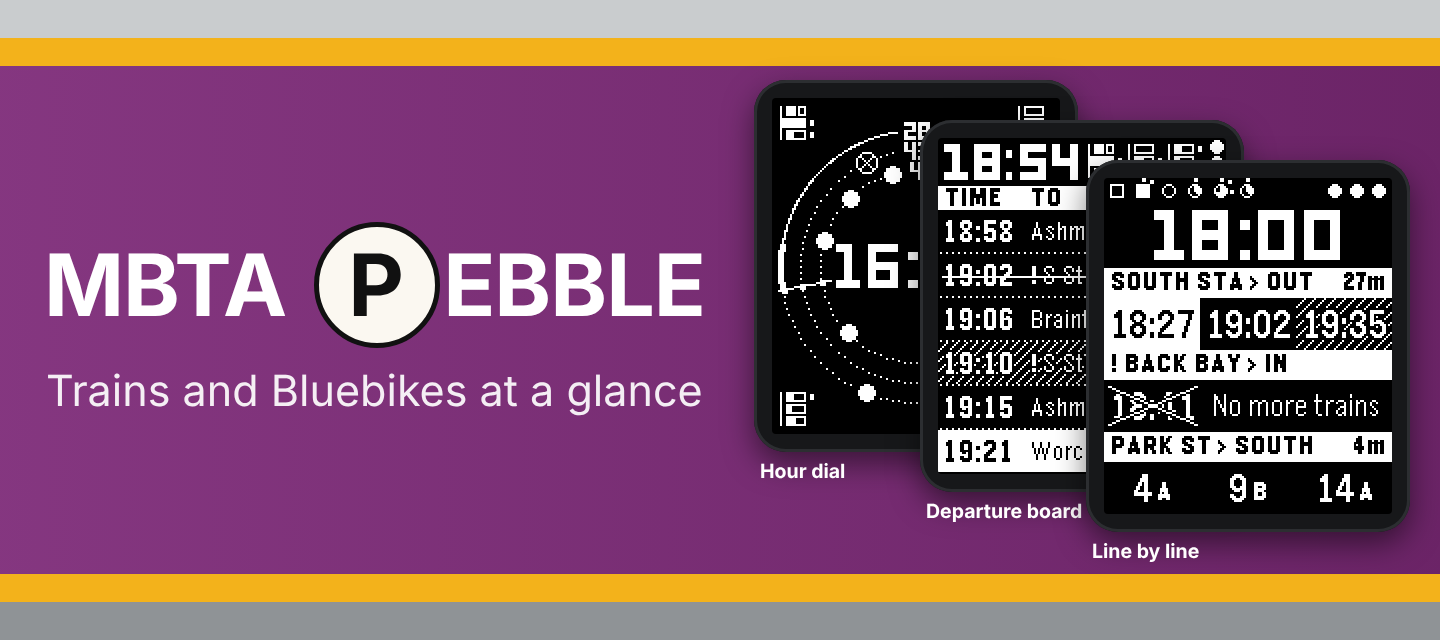 MBTA PEBBLE
Trains and Bluebikes at a glance
16:
Hour dial
18:54
TIME TO
18:58 Ashm
19:02 ! S St
19:06 Brain
19:10 ! S St
19:15 Ashm
19:21 Worc
Departure board
18:00
SOUTH STA > OUT 27m
18:27 19:02 19:35
! BACK BAY > IN
No more trains
PARK ST > SOUTH 4m
4A 9B 14A
Line by line